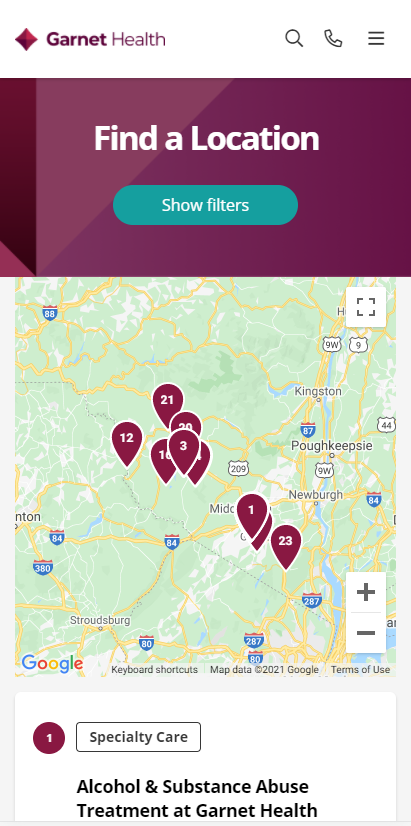 Garnet Health
Find a Location
Show filters
88
H
9W
9
21
Kingston
20
44
12
3
16
4
87
Poughkeepsie
209
9W
Newburgh
Midd
1
84
nton
84
84
23
380
287
Stroudsburg
80
287
80
Google
Keyboard shortcuts
Map data ©2021 Google
Terms of Use
1
Specialty Care
Alcohol & Substance Abuse
Treatment at Garnet Health